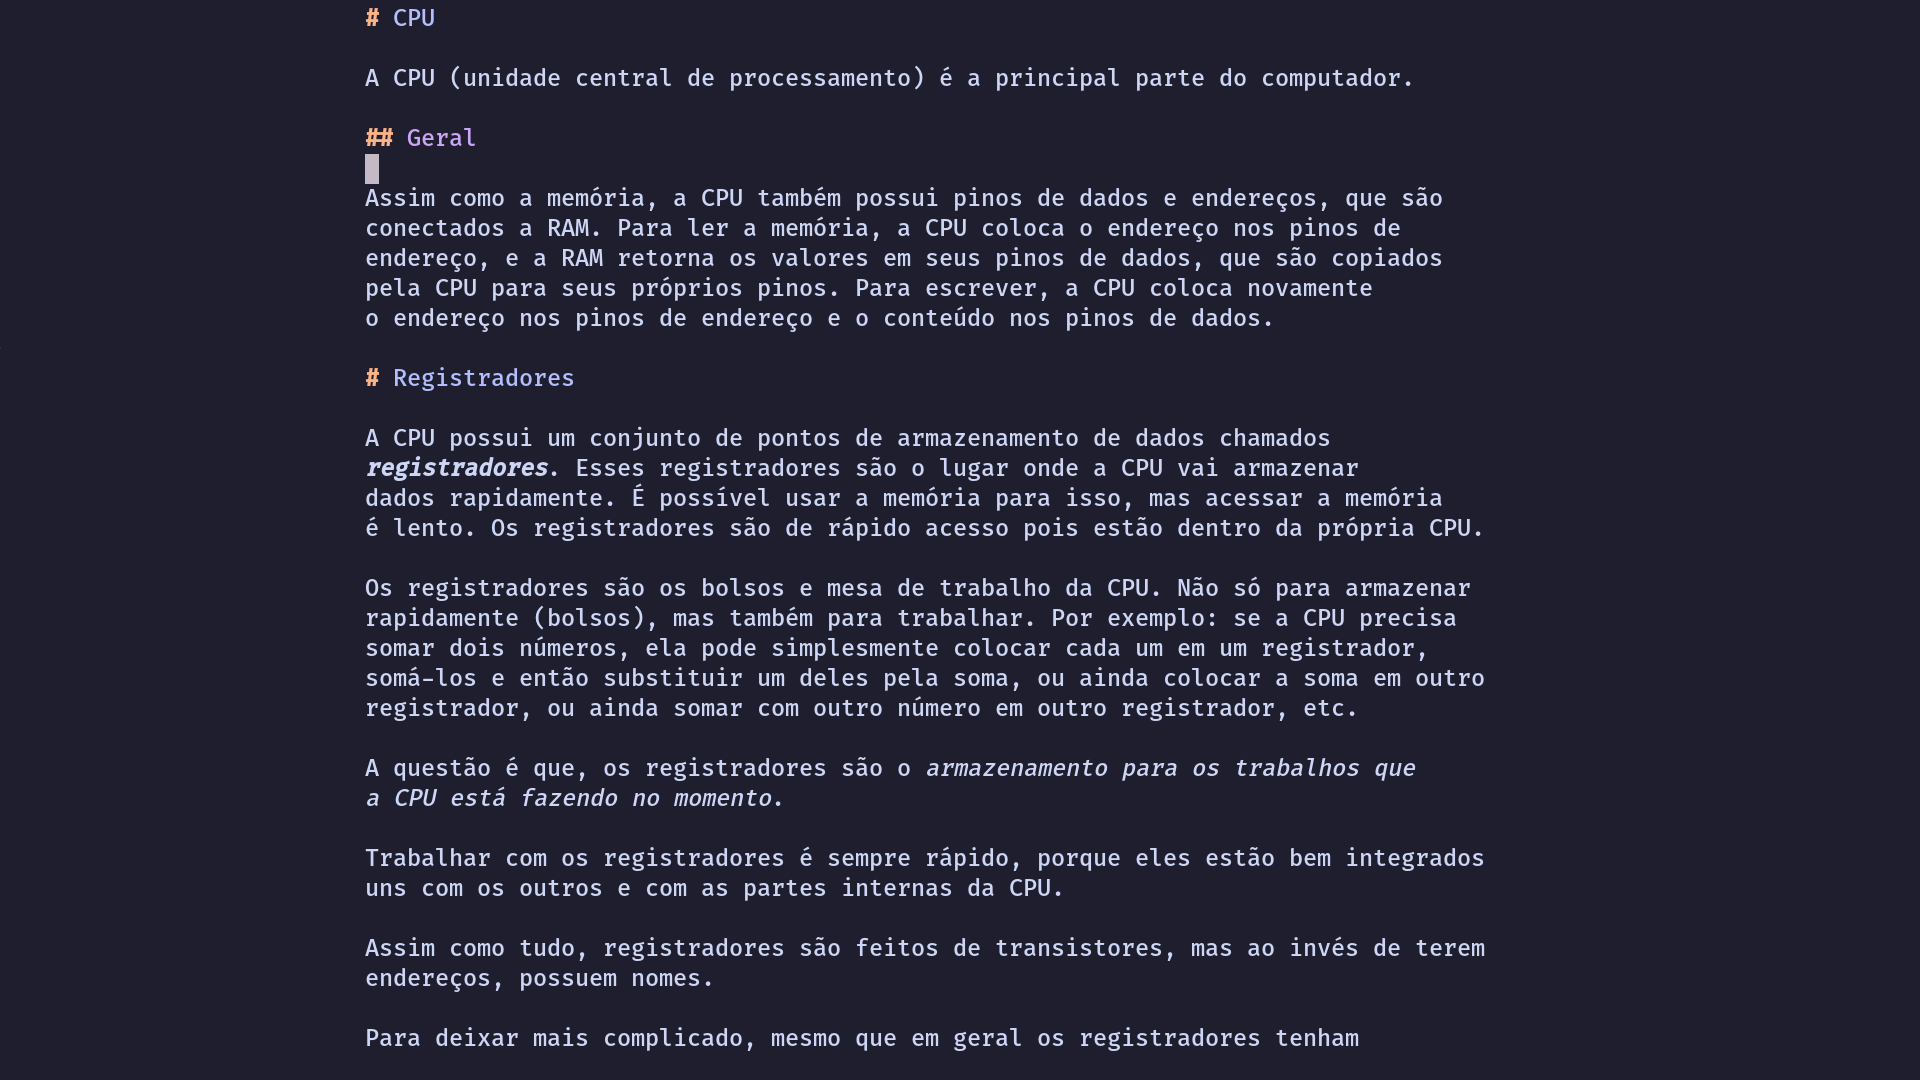 # CPU
A CPU (unidade central de processamento) é a principal parte do computador.
## Geral
Assim como a memória, a CPU também possui pinos de dados e endereços, que são
conectados a RAM. Para ler a memória, a CPU coloca o endereço nos pinos de
endereço, e a RAM retorna os valores em seus pinos de dados, que são copiados
pela CPU para seus próprios pinos. Para escrever, a CPU coloca novamente
o endereço nos pinos de endereço e o conteúdo nos pinos de dados.
# Registradores
A CPU possui um conjunto de pontos de armazenamento de dados chamados
registradores. Esses registradores são o lugar onde a CPU vai armazenar
dados rapidamente. É possível usar a memória para isso, mas acessar a memória
é lento. Os registradores são de rápido acesso pois estão dentro da própria CPU.
Os registradores são os bolsos e mesa de trabalho da CPU. Não só para armazenar
rapidamente (bolsos), mas também para trabalhar. Por exemplo: se a CPU precisa
somar dois números, ela pode simplesmente colocar cada um em um registrador,
somá-los e então substituir um deles pela soma, ou ainda colocar a soma em outro
registrador, ou ainda somar com outro número em outro registrador, etc.
A questão é que, os registradores são o armazenamento para os trabalhos que
a CPU está fazendo no momento.
Trabalhar com os registradores é sempre rápido, porque eles estão bem integrados
uns com os outros e com as partes internas da CPU.
Assim como tudo, registradores são feitos de transistores, mas ao invés de terem
endereços, possuem nomes.
Para deixar mais complicado, mesmo que em geral os registradores tenham